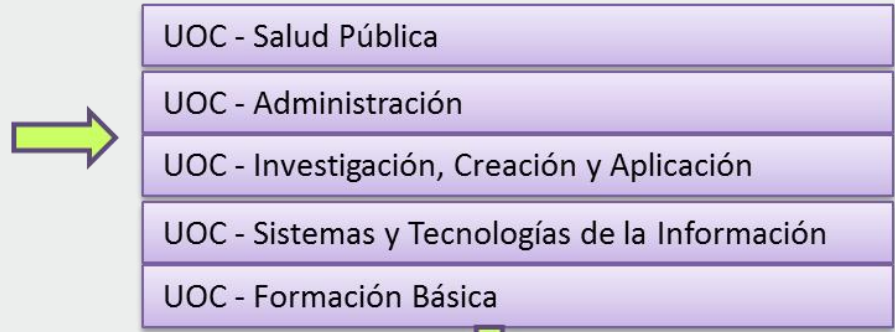 UOC - Salud Pública
UOC - Administración
UOC - Investigación, Creación y Aplicación
UOC - Sistemas y Tecnologías de la Información
UOC - Formación Básica